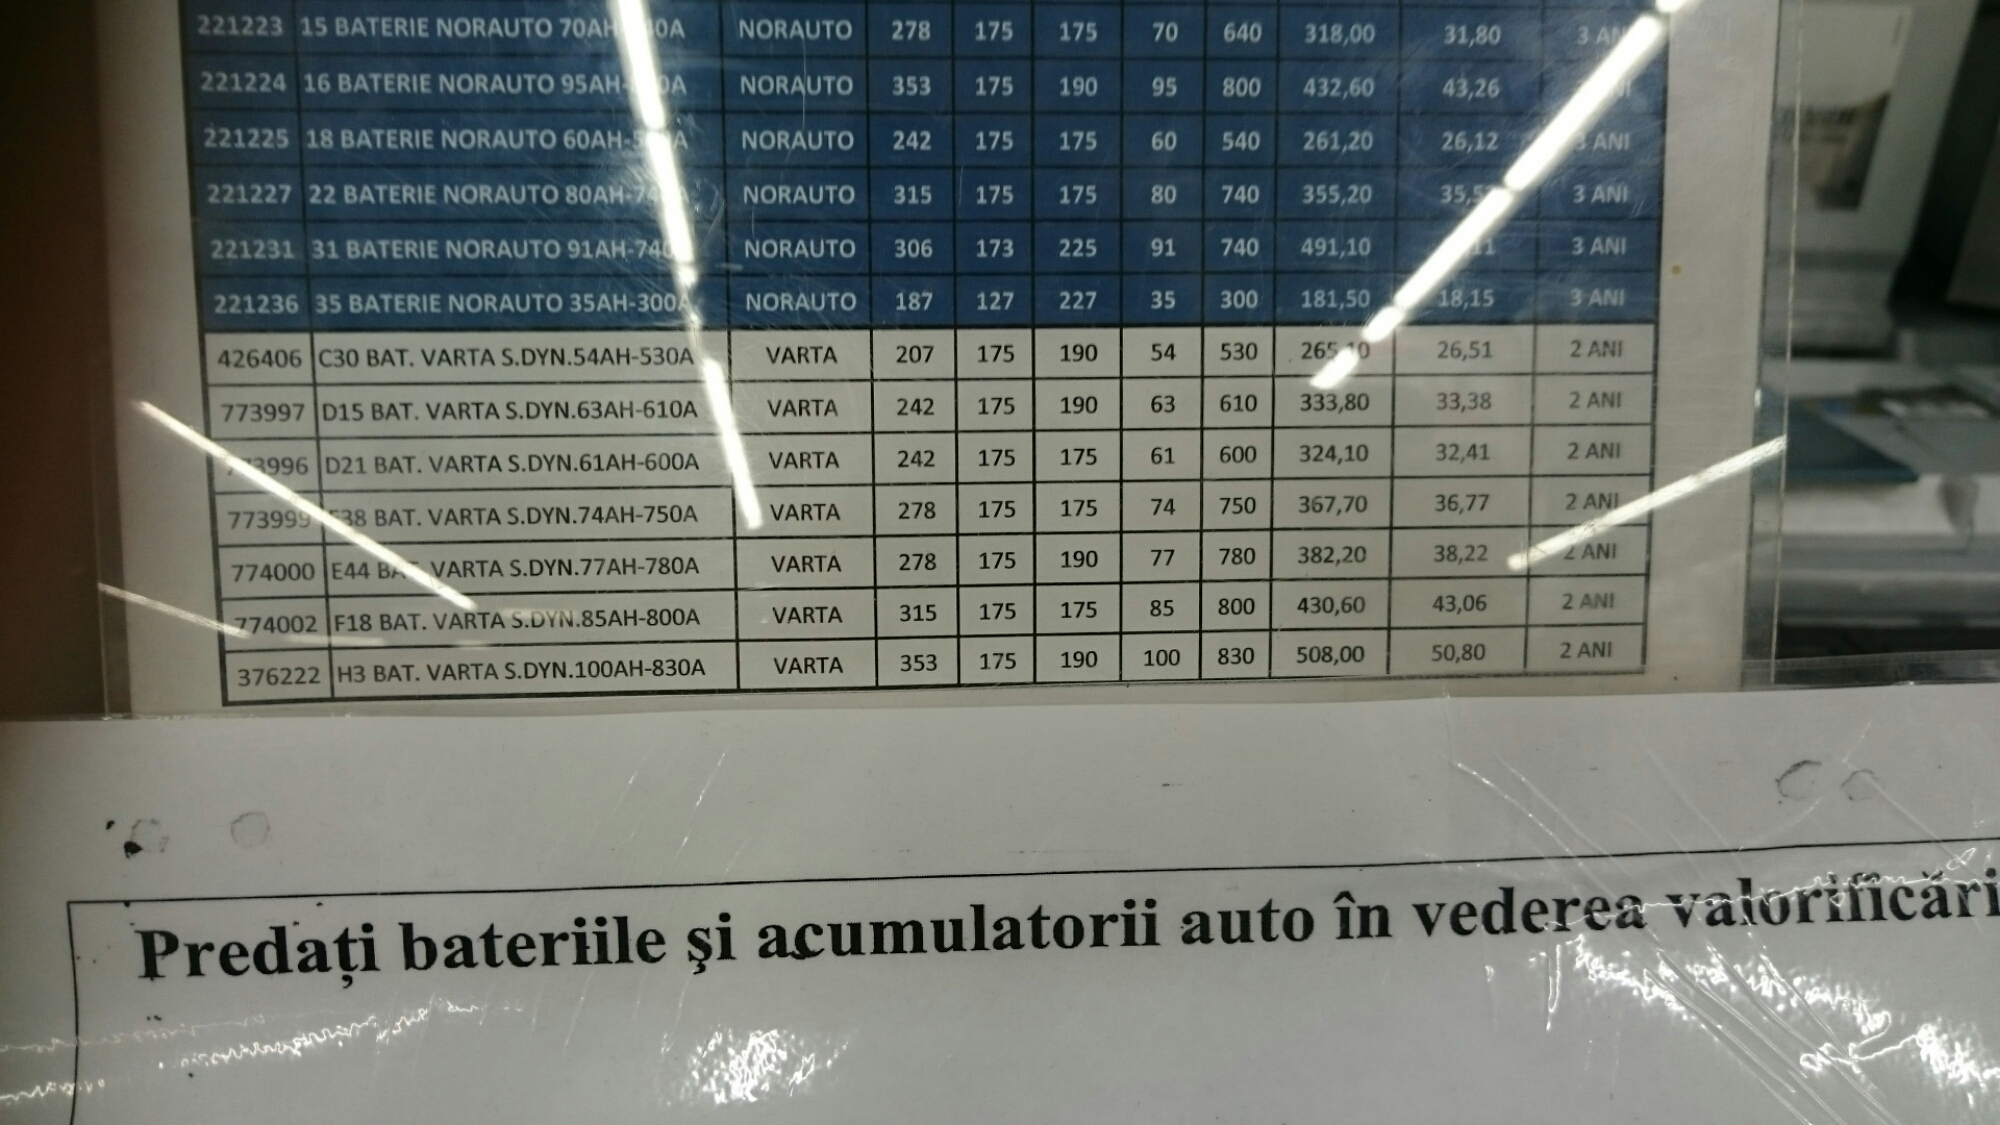 221223 15 BATERIE NORAUTO NORAUTO 278 175 175 70 640 318,00 31,80 3
221224 16 BATERIE NORAUTO NORAUTO 353 175 190 95 800 432,60 43,26
221225 18 BATERIE NORAUTO NORAUTO 242 175 175 60 540 261,20 26,12 3 ANI
221227 22 BATERIE NORAUTO NORAUTO 315 175 175 80 740 355,20 3 ANI
221231 31 BATERIE NORAUTO 91AH-740 NORAUTO 306 173 225 91 740 491,10 3 ANI
221236 35 BATERIE NORAUTO 35AH-300A NORAUTO 187 127 227 35 300 181,50 18,15 3 ANI
426406 C30 BAT. VARTA S.DYN.54AH-530A VARTA 207 175 190 54 530 265,10 26,51 2 ANI
773997 D15 BAT. VARTA S.DYN.63AH-610A VARTA 242 175 190 63 610 333,80 33,38 2 ANI
773996 D21 BAT. VARTA S.DYN.61AH-600A VARTA 242 175 175 61 600 324,10 32,41 2 ANI
773999 BAT. VARTA S.DYN.74AH-750A VARTA 278 175 175 74 750 367,70 36,77 2 ANI
774000 E44 BAT. VARTA S.DYN.77AH-780A VARTA 278 175 190 77 780 382,20 38,22 2 ANI
774002 F18 BAT. VARTA S.DYN.85AH-800A VARTA 315 175 175 85 800 430,60 43,06 2 ANI
376222 H3 BAT. VARTA S.DYN.100AH-830A VARTA 353 175 190 100 830 508,00 50,80 2 ANI
Predați bateriile şi acumulatorii auto în vederea valorificări